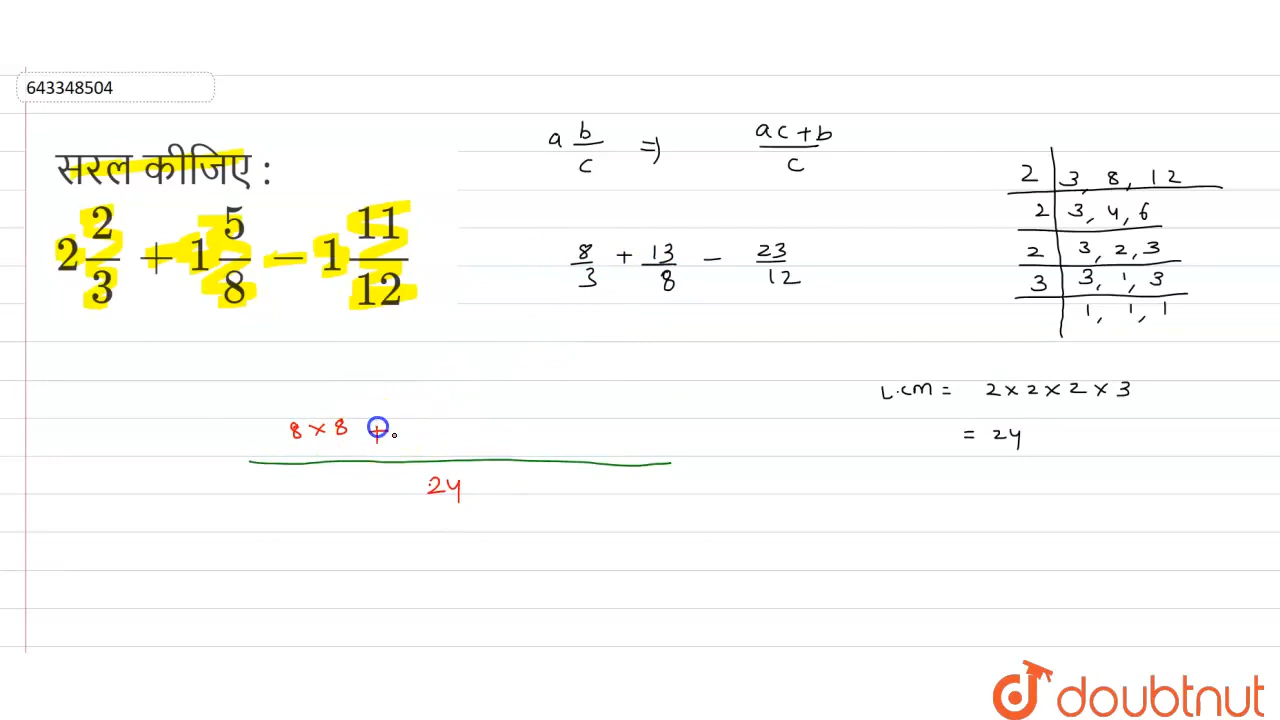 643348504
सरल कीजिए :
2 2/3 + 1 5/8 - 1 11/12
a b/c ⇒ ac+b/c
8/3 + 13/8 - 23/12
2 | 3, 8, 12
2 | 3, 4, 6
2 | 3, 2, 3
3 | 3, 1, 3
1, 1, 1
L.CM = 2×2×2×3
= 24
8×8 +
24
doubtnut